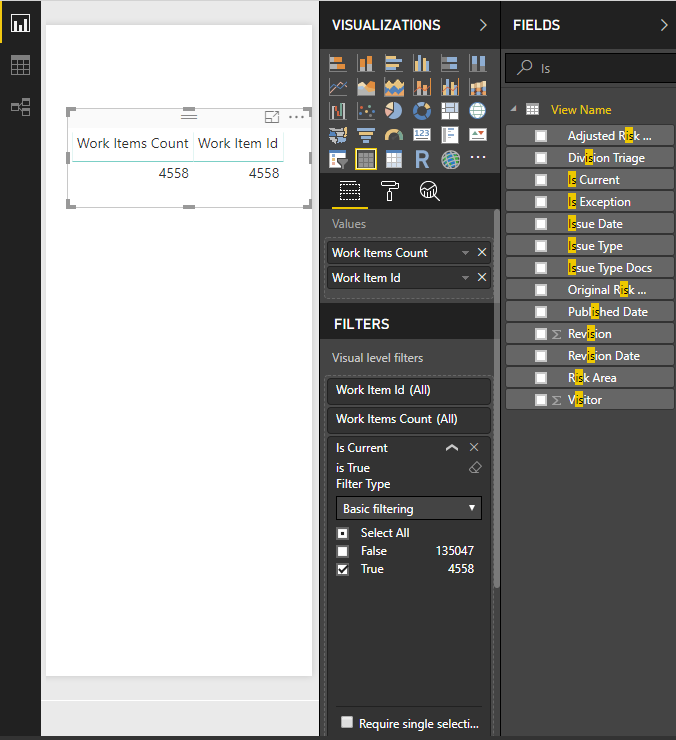 VISUALIZATIONS
FIELDS
Is
View Name
Adjusted Risk ...
Division Triage
Is Current
Is Exception
Issue Date
Issue Type
Issue Type Docs
Original Risk ...
Published Date
Σ Revision
Revision Date
Risk Area
Σ Visitor
Work Items Count Work Item Id
4558 4558
123
R
...
Values
Work Items Count
Work Item Id
FILTERS
Visual level filters
Work Item Id (All)
Work Items Count (All)
Is Current
is True
Filter Type
Basic filtering
Select All
False 135047
True 4558
Require single selecti...